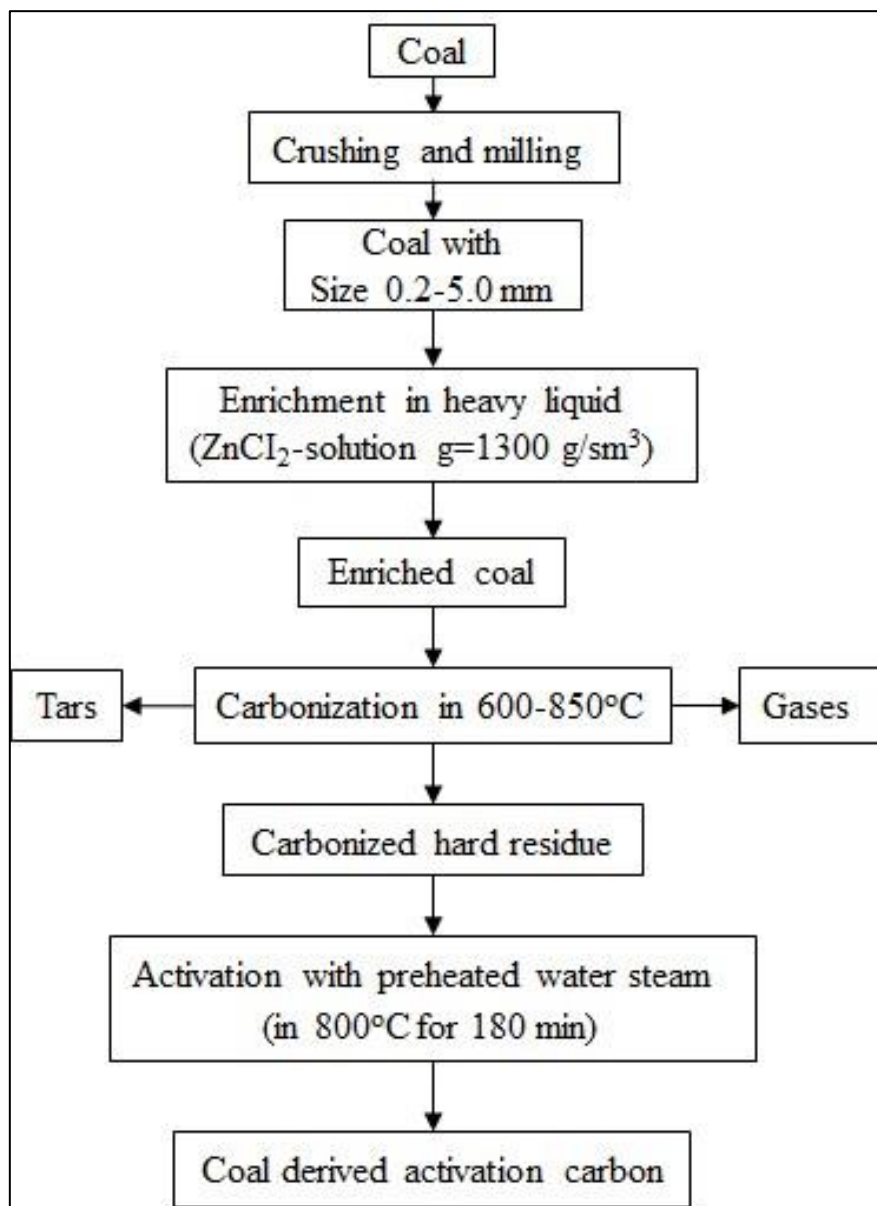 Coal
Crushing and milling
Coal with
Size 0.2-5.0 mm
Enrichment in heavy liquid
(ZnCI₂-solution g=1300 g/sm³)
Enriched coal
Tars
Carbonization in 600-850°C
Gases
Carbonized hard residue
Activation with preheated water steam
(in 800°C for 180 min)
Coal derived activation carbon